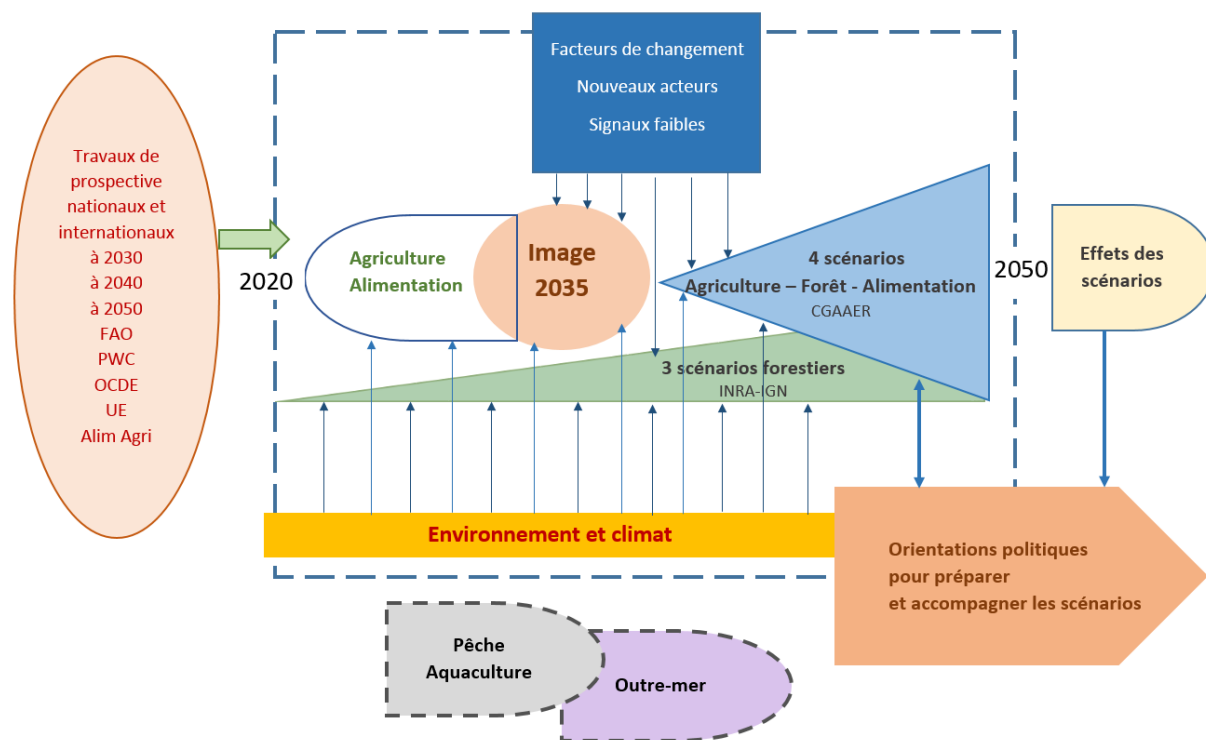 Facteurs de changement
Nouveaux acteurs
Signaux faibles
Travaux de
prospective
nationaux et
internationaux
à 2030
à 2040
à 2050
FAO
PWC
OCDE
UE
Alim Agri
2020
Agriculture
Alimentation
Image
2035
4 scénarios
Agriculture – Forêt - Alimentation
CGAAER
3 scénarios forestiers
INRA-IGN
2050
Effets des
scénarios
Environnement et climat
Orientations politiques
pour préparer
et accompagner les scénarios
Pêche
Aquaculture
Outre-mer